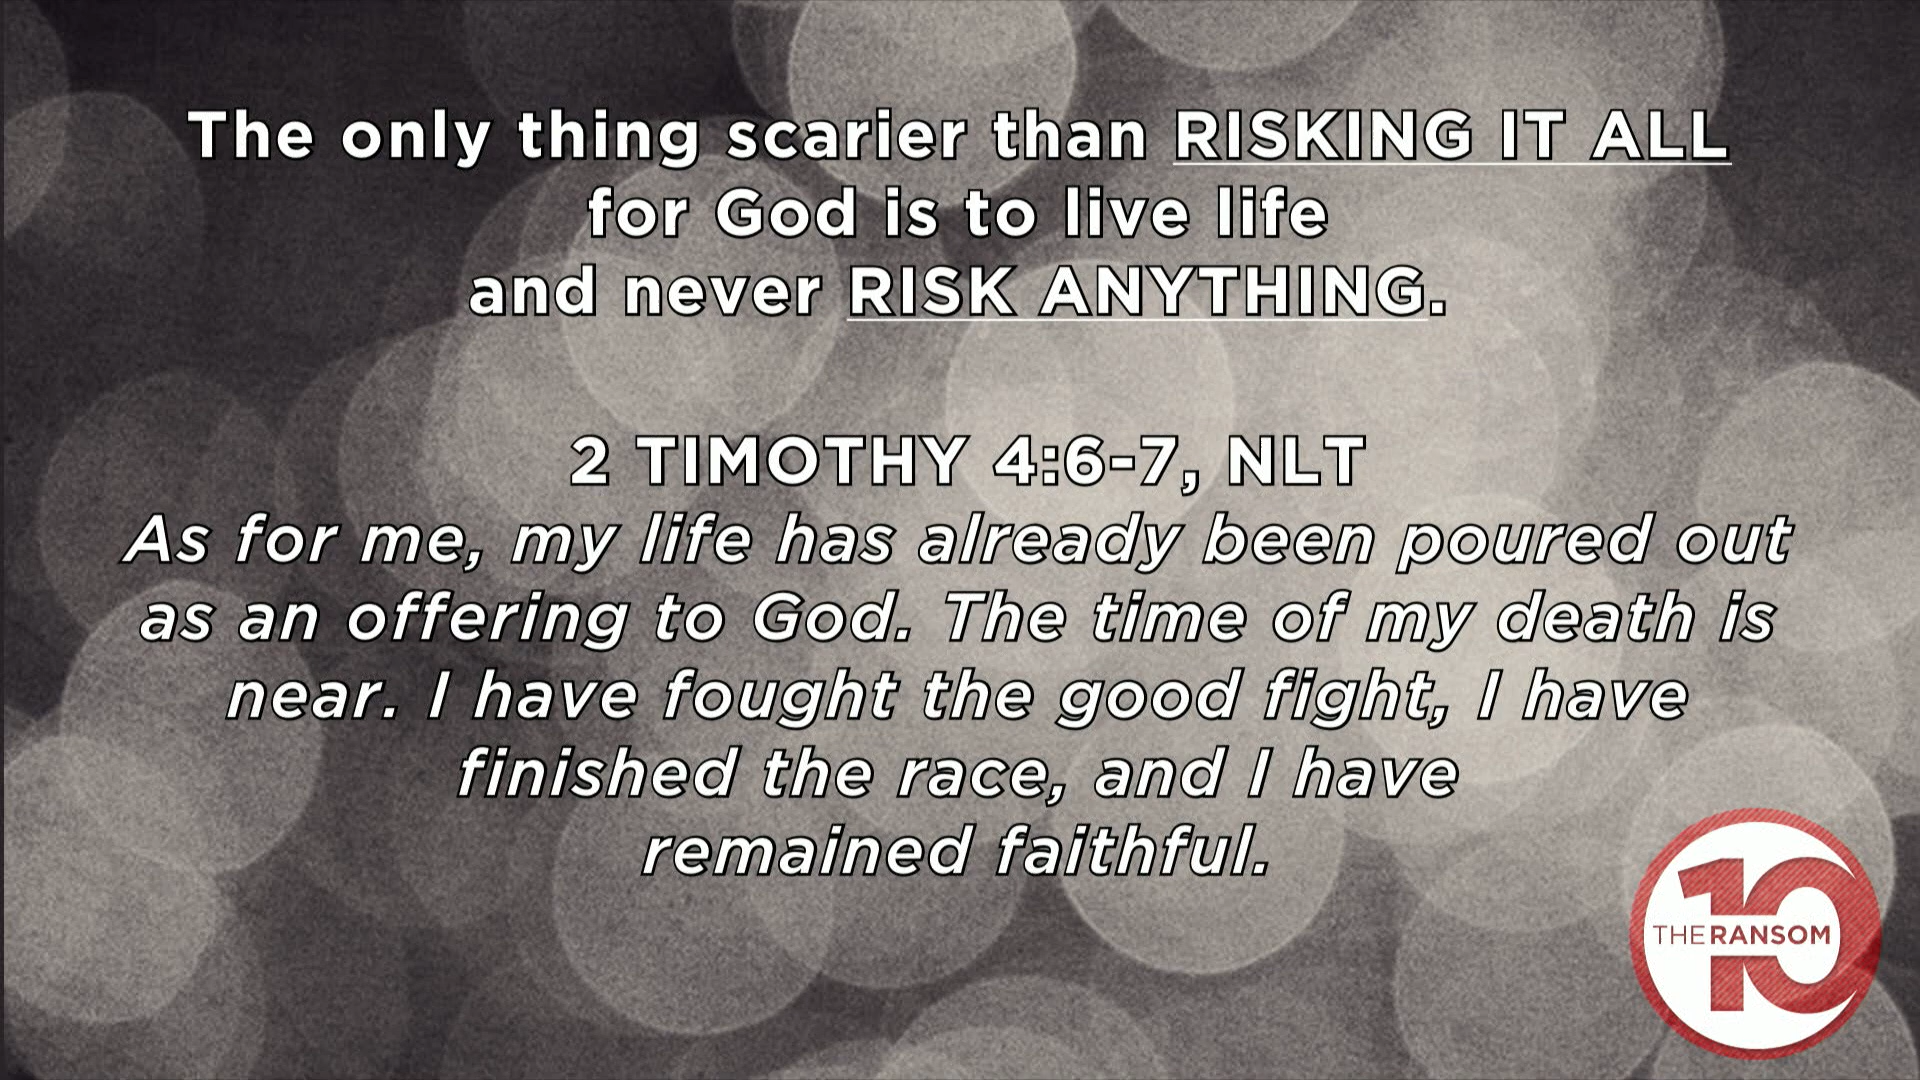 The only thing scarier than RISKING IT ALL
for God is to live life
and never RISK ANYTHING.
2 TIMOTHY 4:6-7, NLT
As for me, my life has already been poured out
as an offering to God. The time of my death is
near. I have fought the good fight, I have
finished the race, and I have
remained faithful.
10
THERANSOM